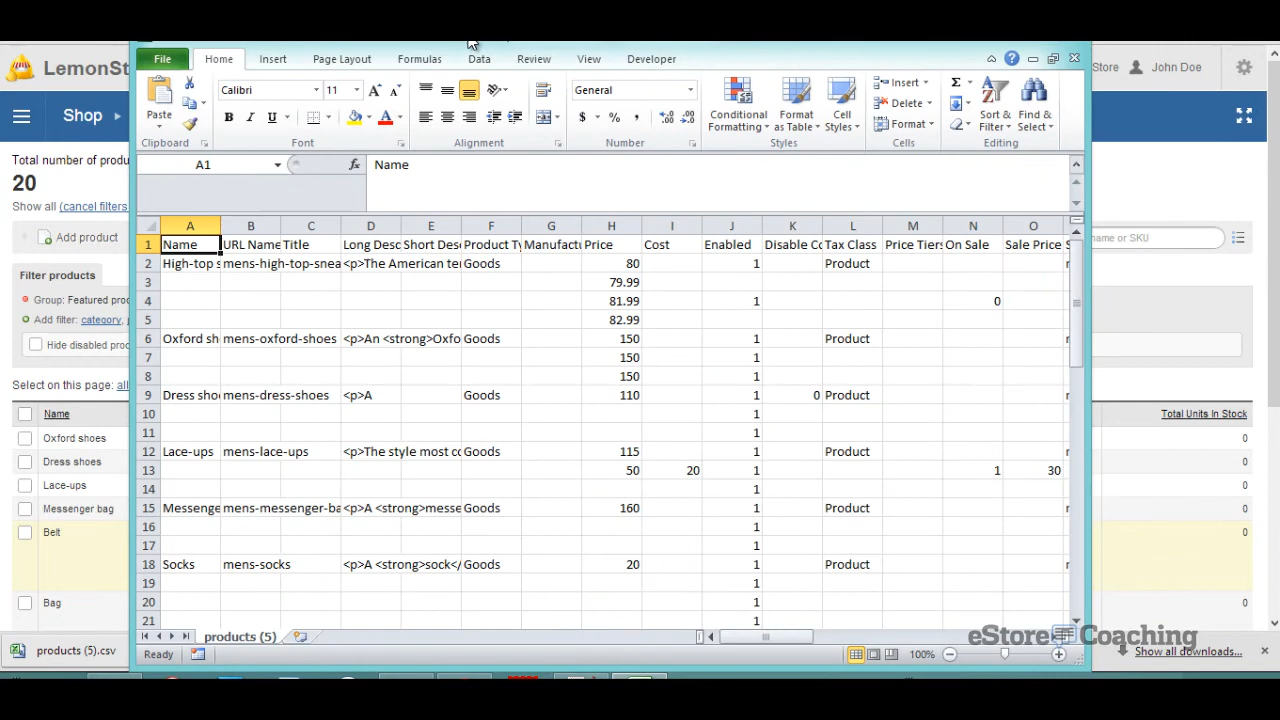 LemonSt
Store John Doe
Shop
Total number of produ
20
Show all (cancel filters
Add product
name or SKU
Filter products
Group: Featured pro
Add filter: category,
Hide disabled prod
Select on this page: all
Name
Total Units In Stock
Oxford shoes 0
Dress shoes 0
Lace-ups 0
Messenger bag 0
Belt 0
Bag 0
File Home Insert Page Layout Formulas Data Review View Developer
Paste
Clipboard
Calibri 11
B I U
Font
Alignment
General
$ % ,
Number
Conditional Formatting
Format as Table
Cell Styles
Styles
Insert
Delete
Format
Cells
Sort & Filter
Find & Select
Editing
A1 fx Name
A B C D E F G H I J K L M N O
1 Name URL Name Title Long Des Desc Product Ty Manufactu Price Cost Enabled Disable Co Tax Class Price Tiers On Sale Sale Price
2 High-top s mens-high-top-snea <p>The American te Goods 80 1 Product
3 79.99
4 81.99 1 0
5 82.99
6 Oxford sh mens-oxford-shoes <p>An <strong>Oxfo Goods 150 1 Product
7 150 1
8 150 1
9 Dress shoe mens-dress-shoes <p>A Goods 110 1 0 Product
10 1
11 1
12 Lace-ups mens-lace-ups <p>The style most co Goods 115 1 Product
13 50 20 1 1 30
14 1
15 Messenge mens-messenger-ba <p>A <strong>messe Goods 160 1 Product
16 1
17 1
18 Socks mens-socks <p>A <strong>sock</ Goods 20 1 Product
19 1
20 1
21 1
products (5)
Ready 100%
eStore Coaching
products (5).csv
Show all downloads...